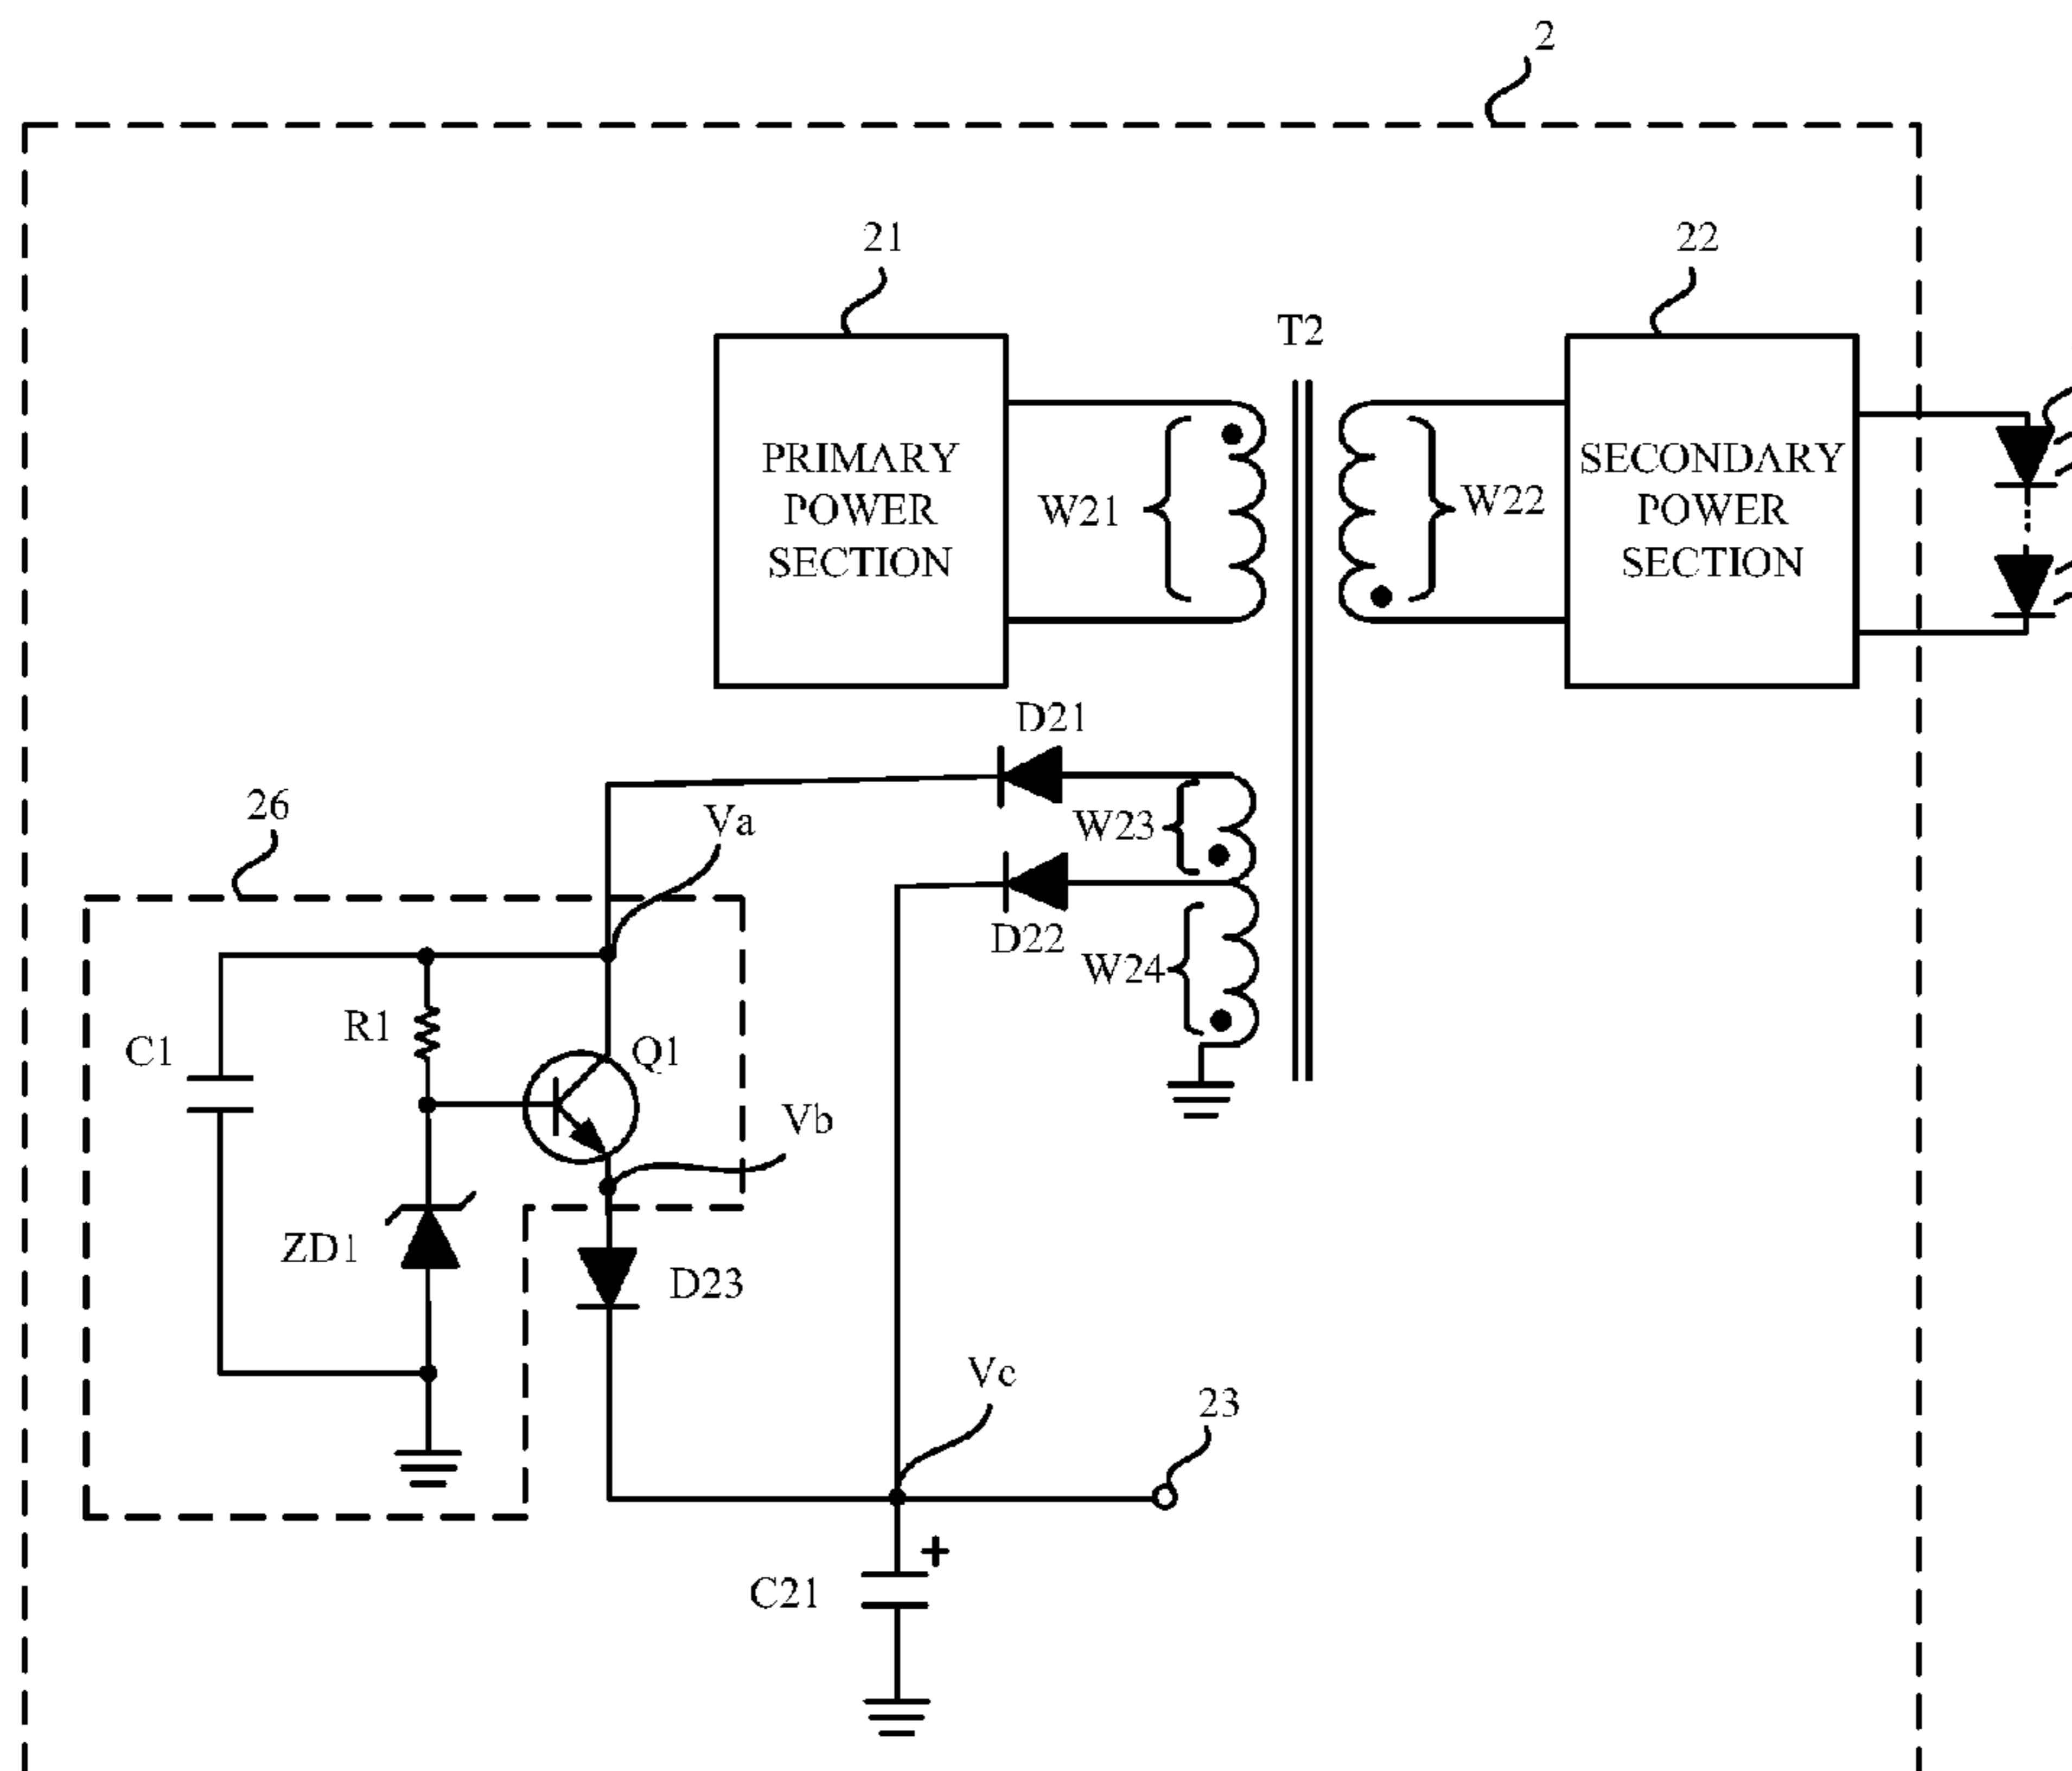 2
21
22
T2
PRIMARY
POWER
SECTION
W21
W22
SECONDARY
POWER
SECTION
D21
26
Va
W23
D22
W24
R1
C1
Q1
Vb
ZD1
D23
Vc
23
+
C21